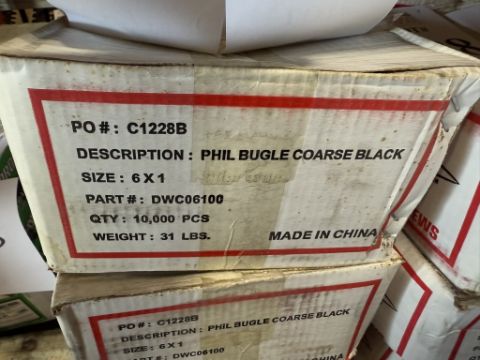 PO #: C1228B
DESCRIPTION: PHIL BUGLE COARSE BLACK
SIZE: 6 X 1
PART #: DWC06100
QTY: 10,000 PCS
WEIGHT: 31 LBS.
MADE IN CHINA
PO #: C1228B
DESCRIPTION: PHIL BUGLE COARSE BLACK
SIZE: 6 X 1
PART #: DWC06100